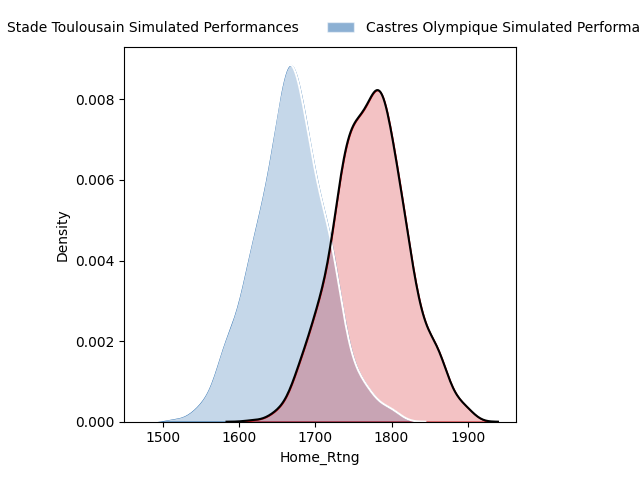 Stade Toulousain Simulated Performances
Castres Olympique Simulated Performa
0.008
0.006
0.004
0.002
0.000
Density
1500 1600 1700 1800 1900
Home_Rtng